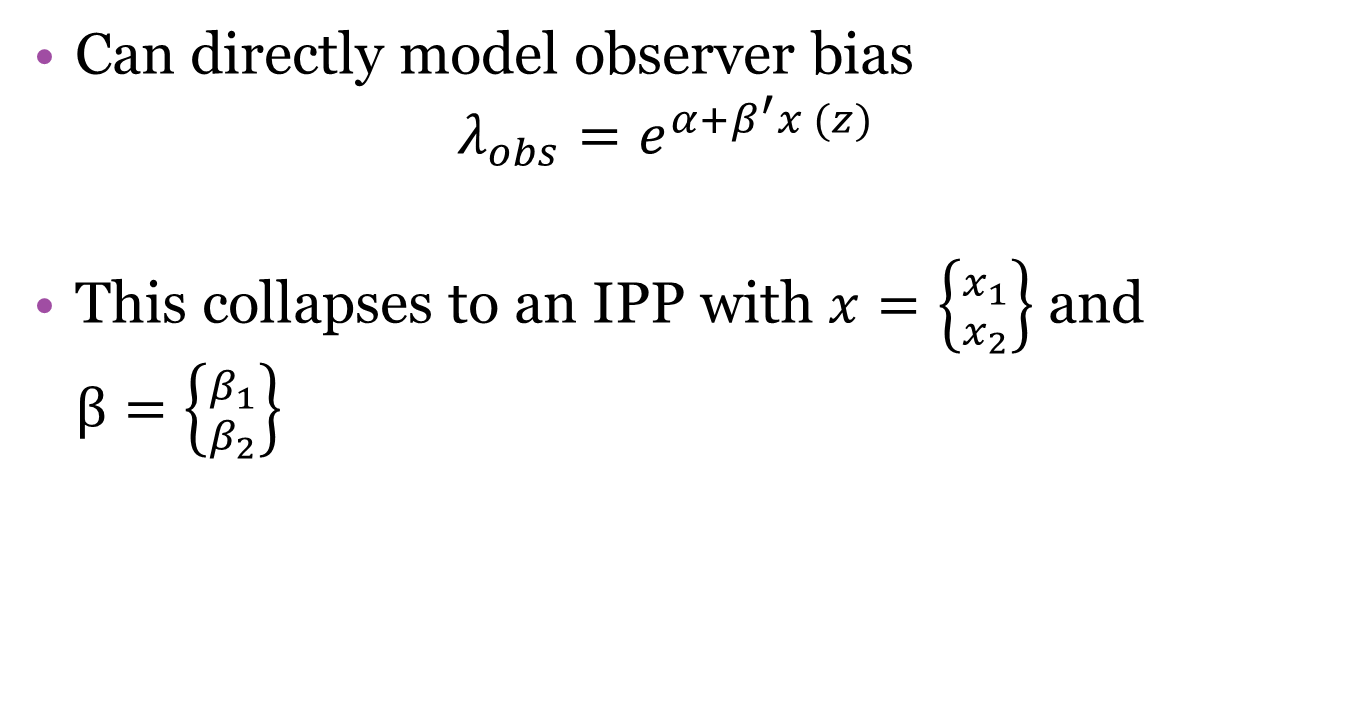 • Can directly model observer bias
λ_obs = e^{α+β′x (z)}
• This collapses to an IPP with x = {x₁ x₂} and
β = {β₁ β₂}